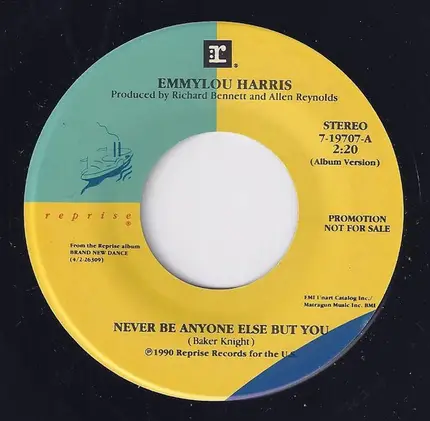 r®
EMMYLOU HARRIS
Produced by Richard Bennett and Allen Reynolds
STEREO
7-19707-A
2:20
(Album Version)
reprise®
PROMOTION
NOT FOR SALE
From the Reprise album
BRAND NEW DANCE
(4/2-26309)
EMI Unart Catalog Inc./
Matragun Music Inc. BMI
NEVER BE ANYONE ELSE BUT YOU
(Baker Knight)
℗1990 Reprise Records for the U.S.